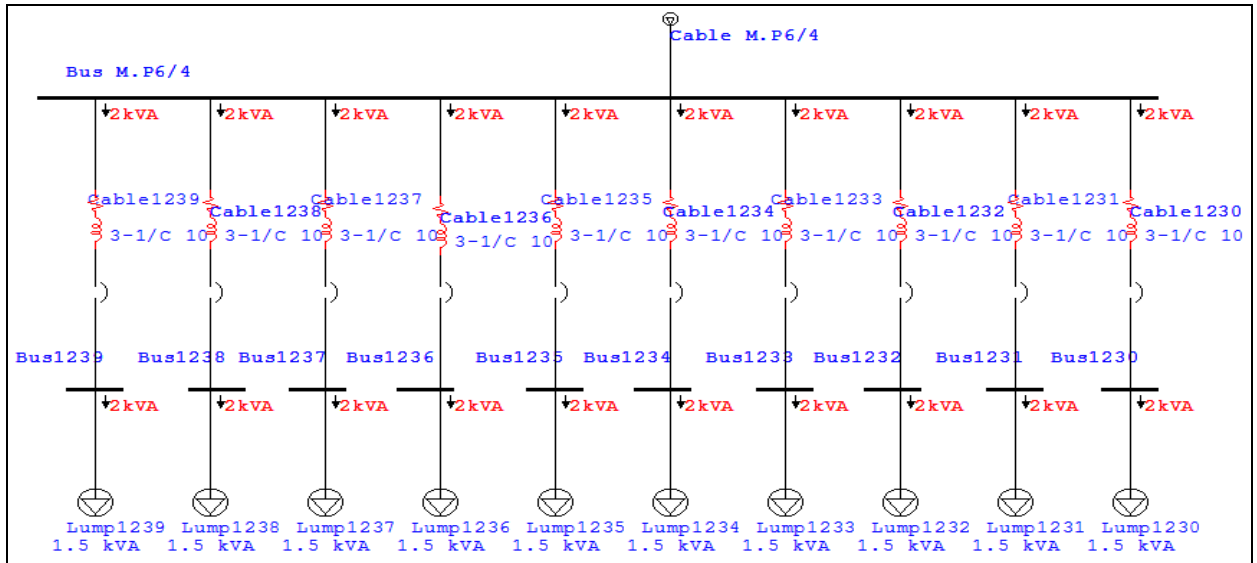 Cable M.P6/4
Bus M.P6/4
2kVA 2kVA 2kVA 2kVA 2kVA 2kVA 2kVA 2kVA 2kVA 2kVA
Cable1239 Cable1238 Cable1237 Cable1236 Cable1235 Cable1234 Cable1233 Cable1232 Cable1231 Cable1230
3-1/C 10 3-1/C 10 3-1/C 10 3-1/C 10 3-1/C 10 3-1/C 10 3-1/C 10 3-1/C 10 3-1/C 10 3-1/C 10
Bus1239 Bus1238 Bus1237 Bus1236 Bus1235 Bus1234 Bus1233 Bus1232 Bus1231 Bus1230
2kVA 2kVA 2kVA 2kVA 2kVA 2kVA 2kVA 2kVA 2kVA 2kVA
Lump1239 Lump1238 Lump1237 Lump1236 Lump1235 Lump1234 Lump1233 Lump1232 Lump1231 Lump1230
1.5 kVA 1.5 kVA 1.5 kVA 1.5 kVA 1.5 kVA 1.5 kVA 1.5 kVA 1.5 kVA 1.5 kVA 1.5 kVA